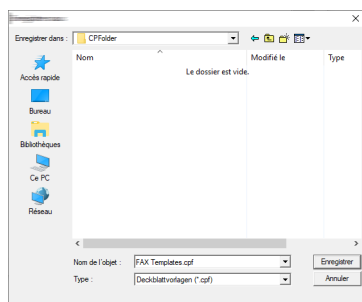 Enregistrer dans :
CPFolder
Nom
Modifié le
Type
Le dossier est vide.
Accès rapide
Bureau
Bibliothèques
Ce PC
Réseau
Nom de l'objet :
FAX Templates.cpf
Enregistrer
Type :
Deckblattvorlagen (*.cpf)
Annuler